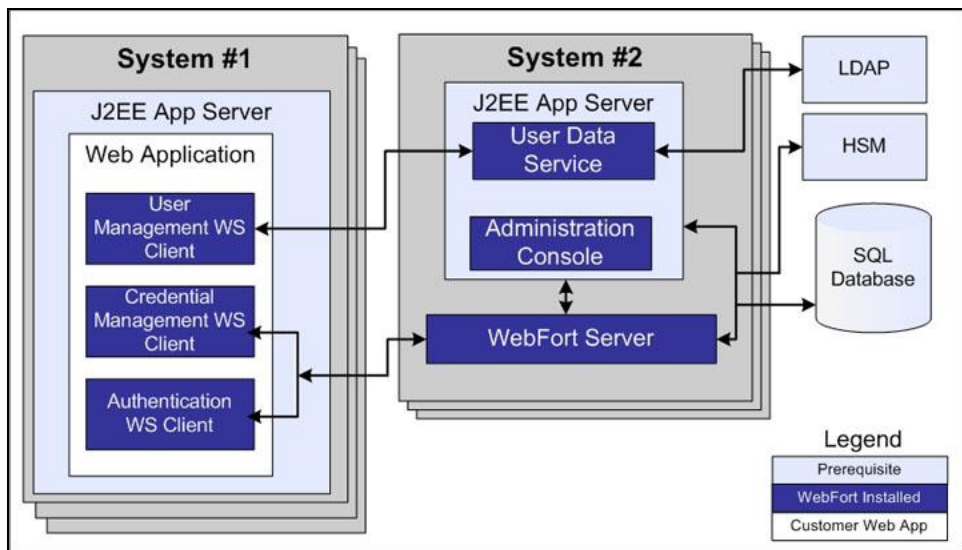 System #1
J2EE App Server
Web Application
User
Management WS
Client
Credential
Management WS
Client
Authentication
WS Client
System #2
J2EE App Server
User Data
Service
Administration
Console
WebFort Server
LDAP
HSM
SQL
Database
Legend
Prerequisite
WebFort Installed
Customer Web App